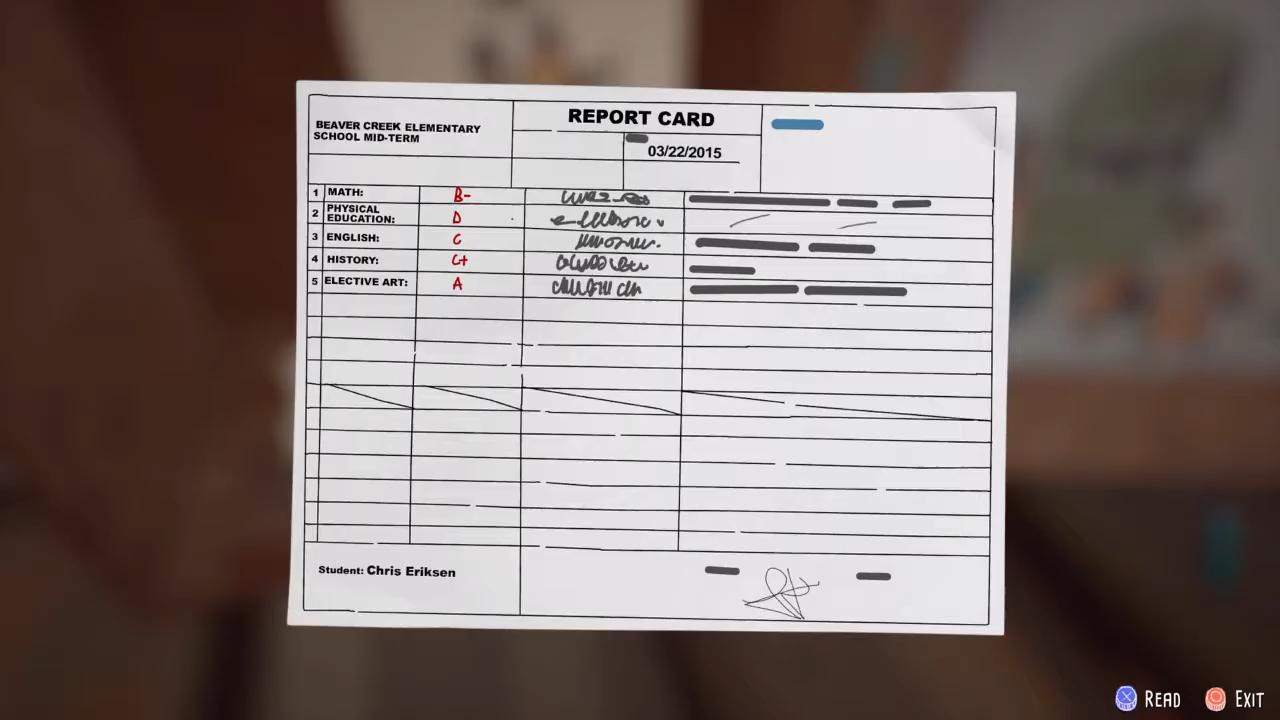 BEAVER CREEK ELEMENTARY
SCHOOL MID-TERM
REPORT CARD
03/22/2015
1 MATH: B-
2 PHYSICAL
EDUCATION: D
3 ENGLISH: C
4 HISTORY: C+
5 ELECTIVE ART: A
Student: Chris Eriksen
READ
EXIT